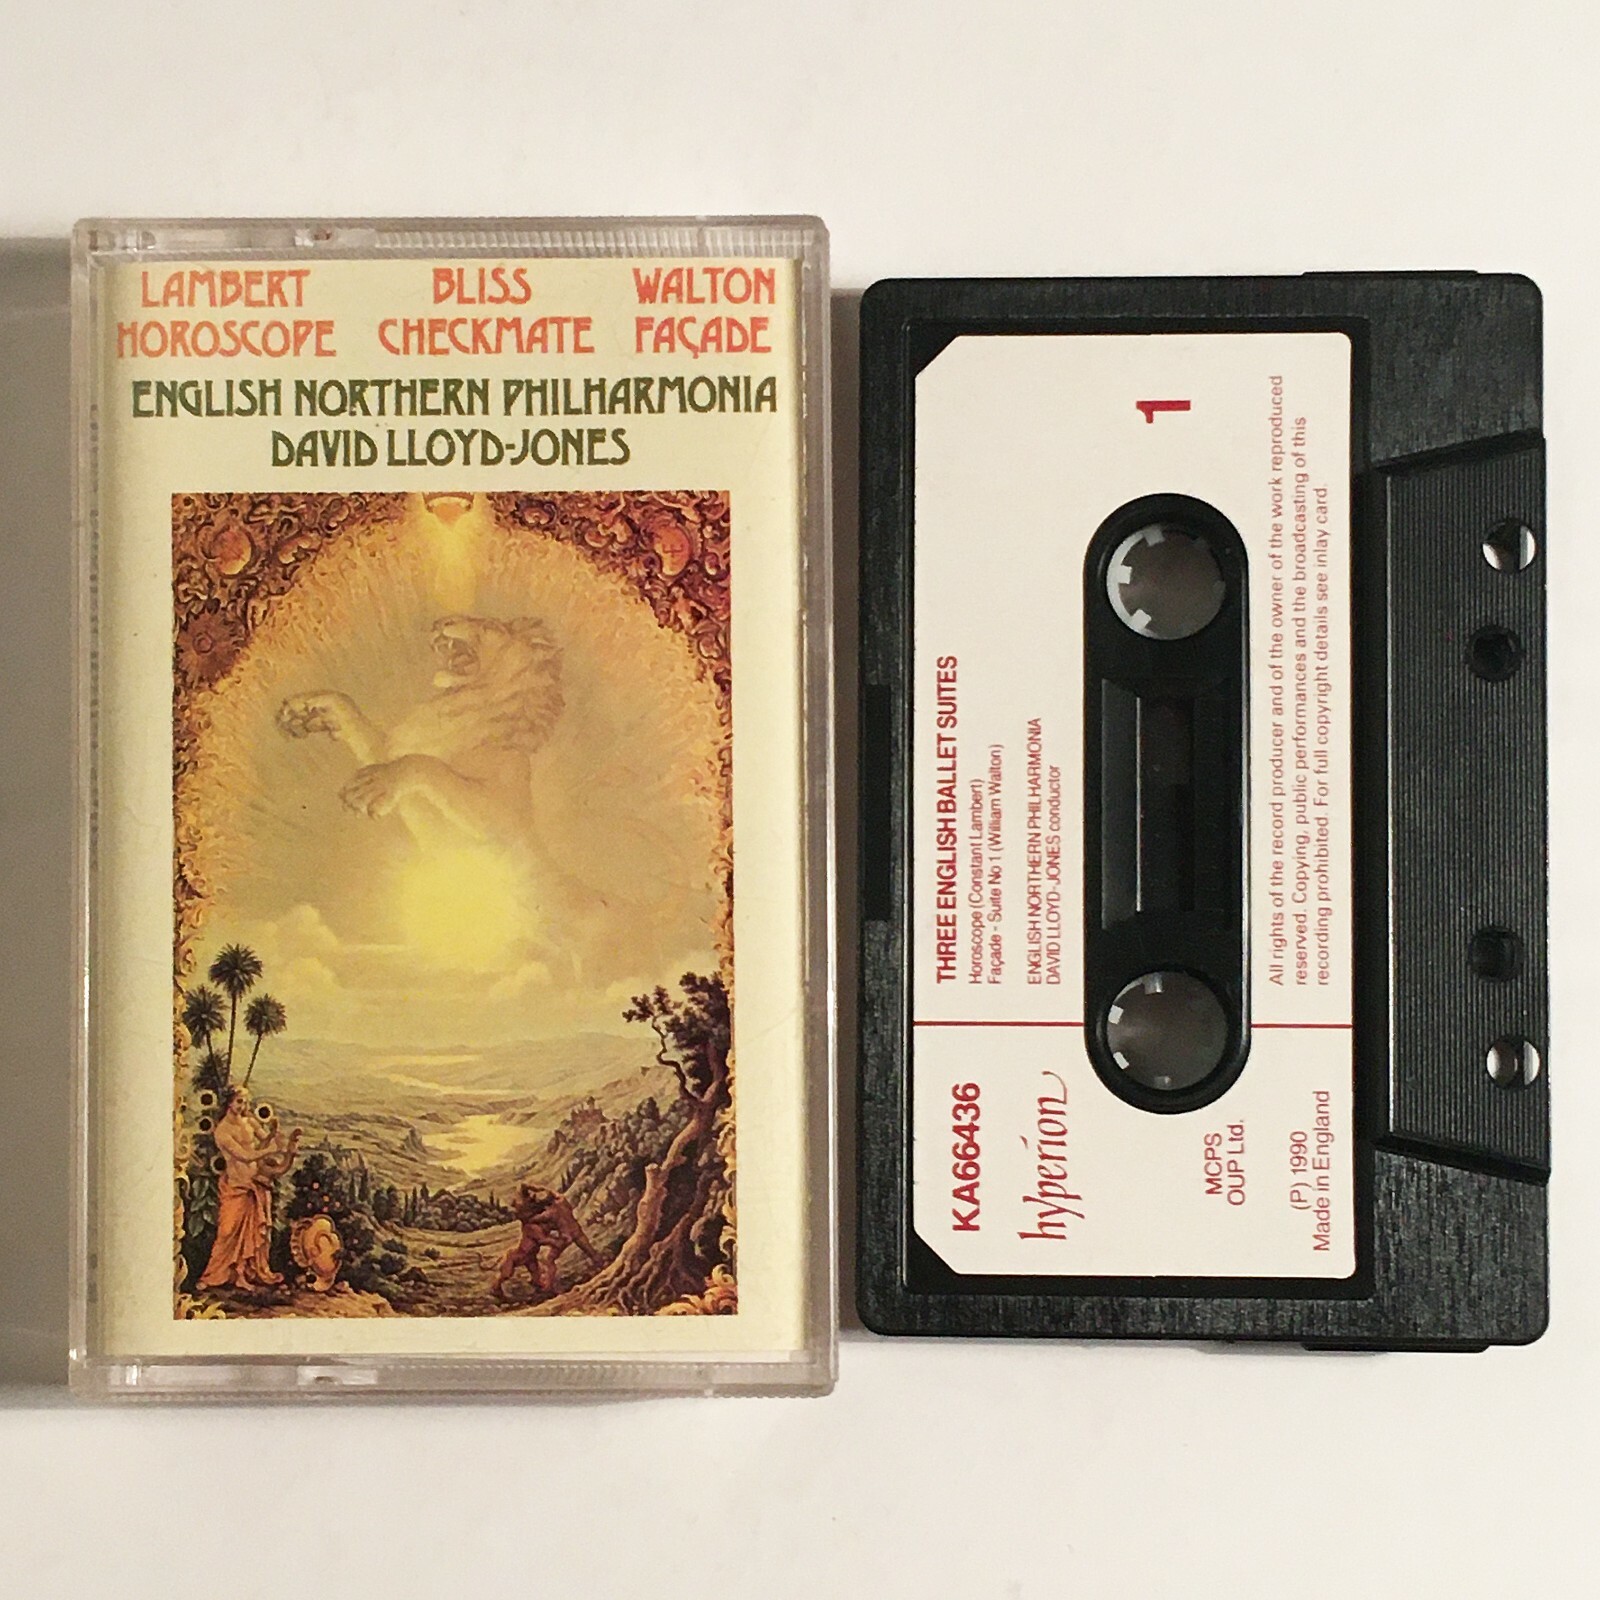 LAMBERT BLISS WALTON
HOROSCOPE CHECKMATE FAÇADE
ENGLISH NORTHERN PHILHARMONIA
DAVID LLOYD-JONES
1
THREE ENGLISH BALLET SUITES
Horoscope (Constant Lambert)
Façade - Suite No 1 (William Walton)
ENGLISH NORTHERN PHILHARMONIA
DAVID LLOYD-JONES conductor
KA66436
hyperion
MCPS
OUP Ltd.
(P) 1990
Made in England
All rights of the record producer and of the owner of the work reproduced
reserved. Copying, public performances and the broadcasting of this
recording prohibited. For full copyright details see inlay card.